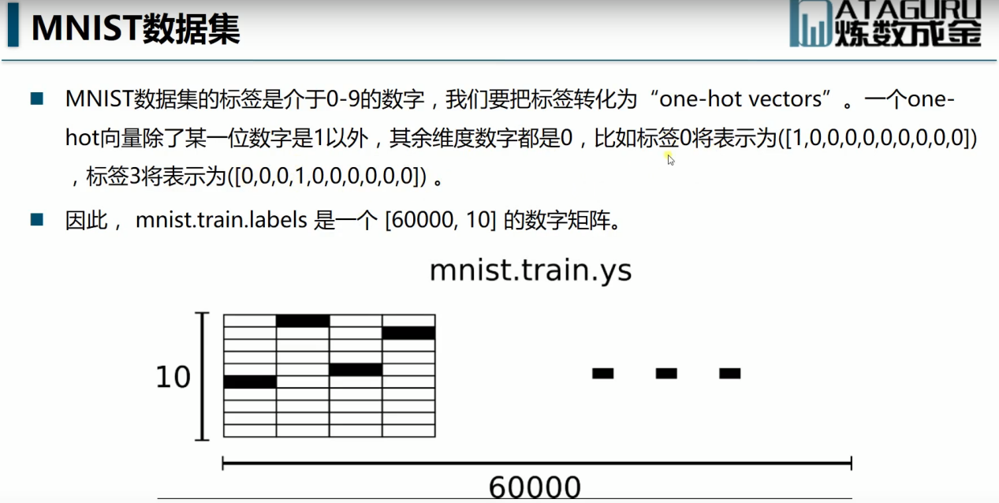 MNIST数据集
DATAGURU
炼数成金
MNIST数据集的标签是介于0-9的数字，我们要把标签转化为“one-hot vectors”。一个one-
hot向量除了某一位数字是1以外，其余维度数字都是0，比如标签0将表示为([1,0,0,0,0,0,0,0,0,0])
，标签3将表示为([0,0,0,1,0,0,0,0,0,0]) 。
因此， mnist.train.labels 是一个 [60000, 10] 的数字矩阵。
mnist.train.ys
10
60000